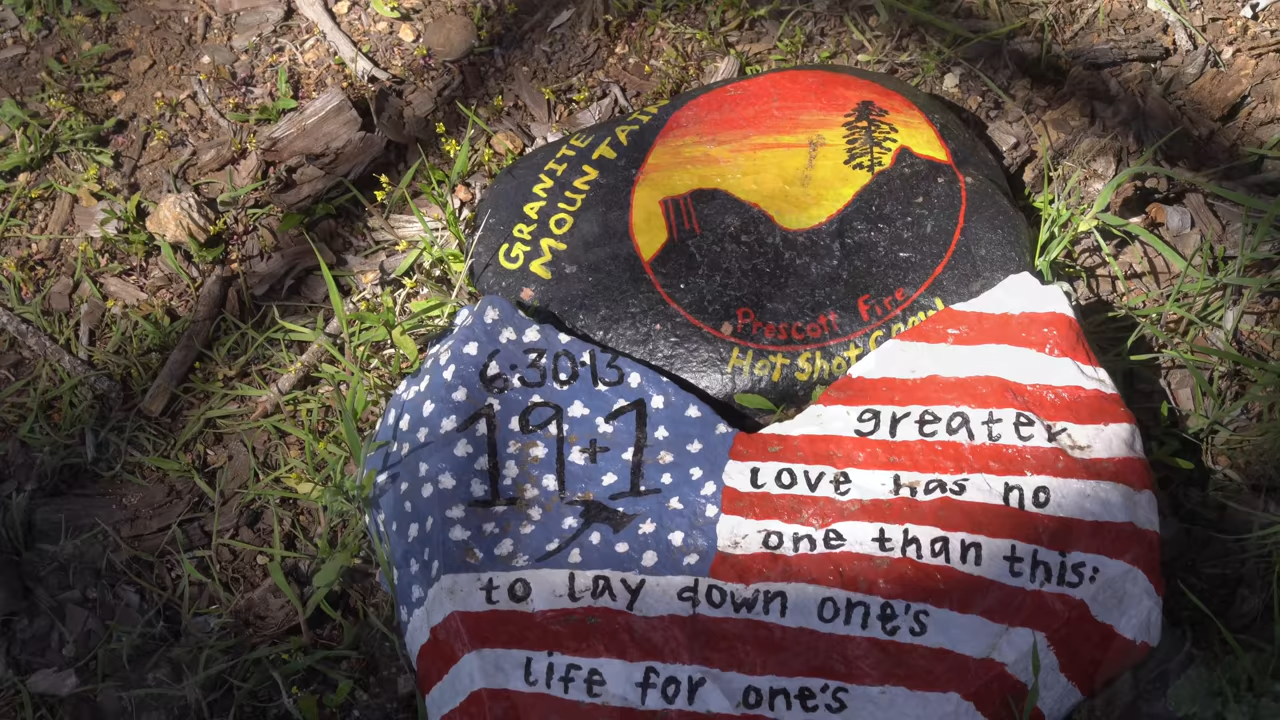 GRANITE
MOUNTAIN
Prescott Fire
Hot Shot
6·30·13
19+1
greater
love has no
one than this:
to lay down one's
life for one's